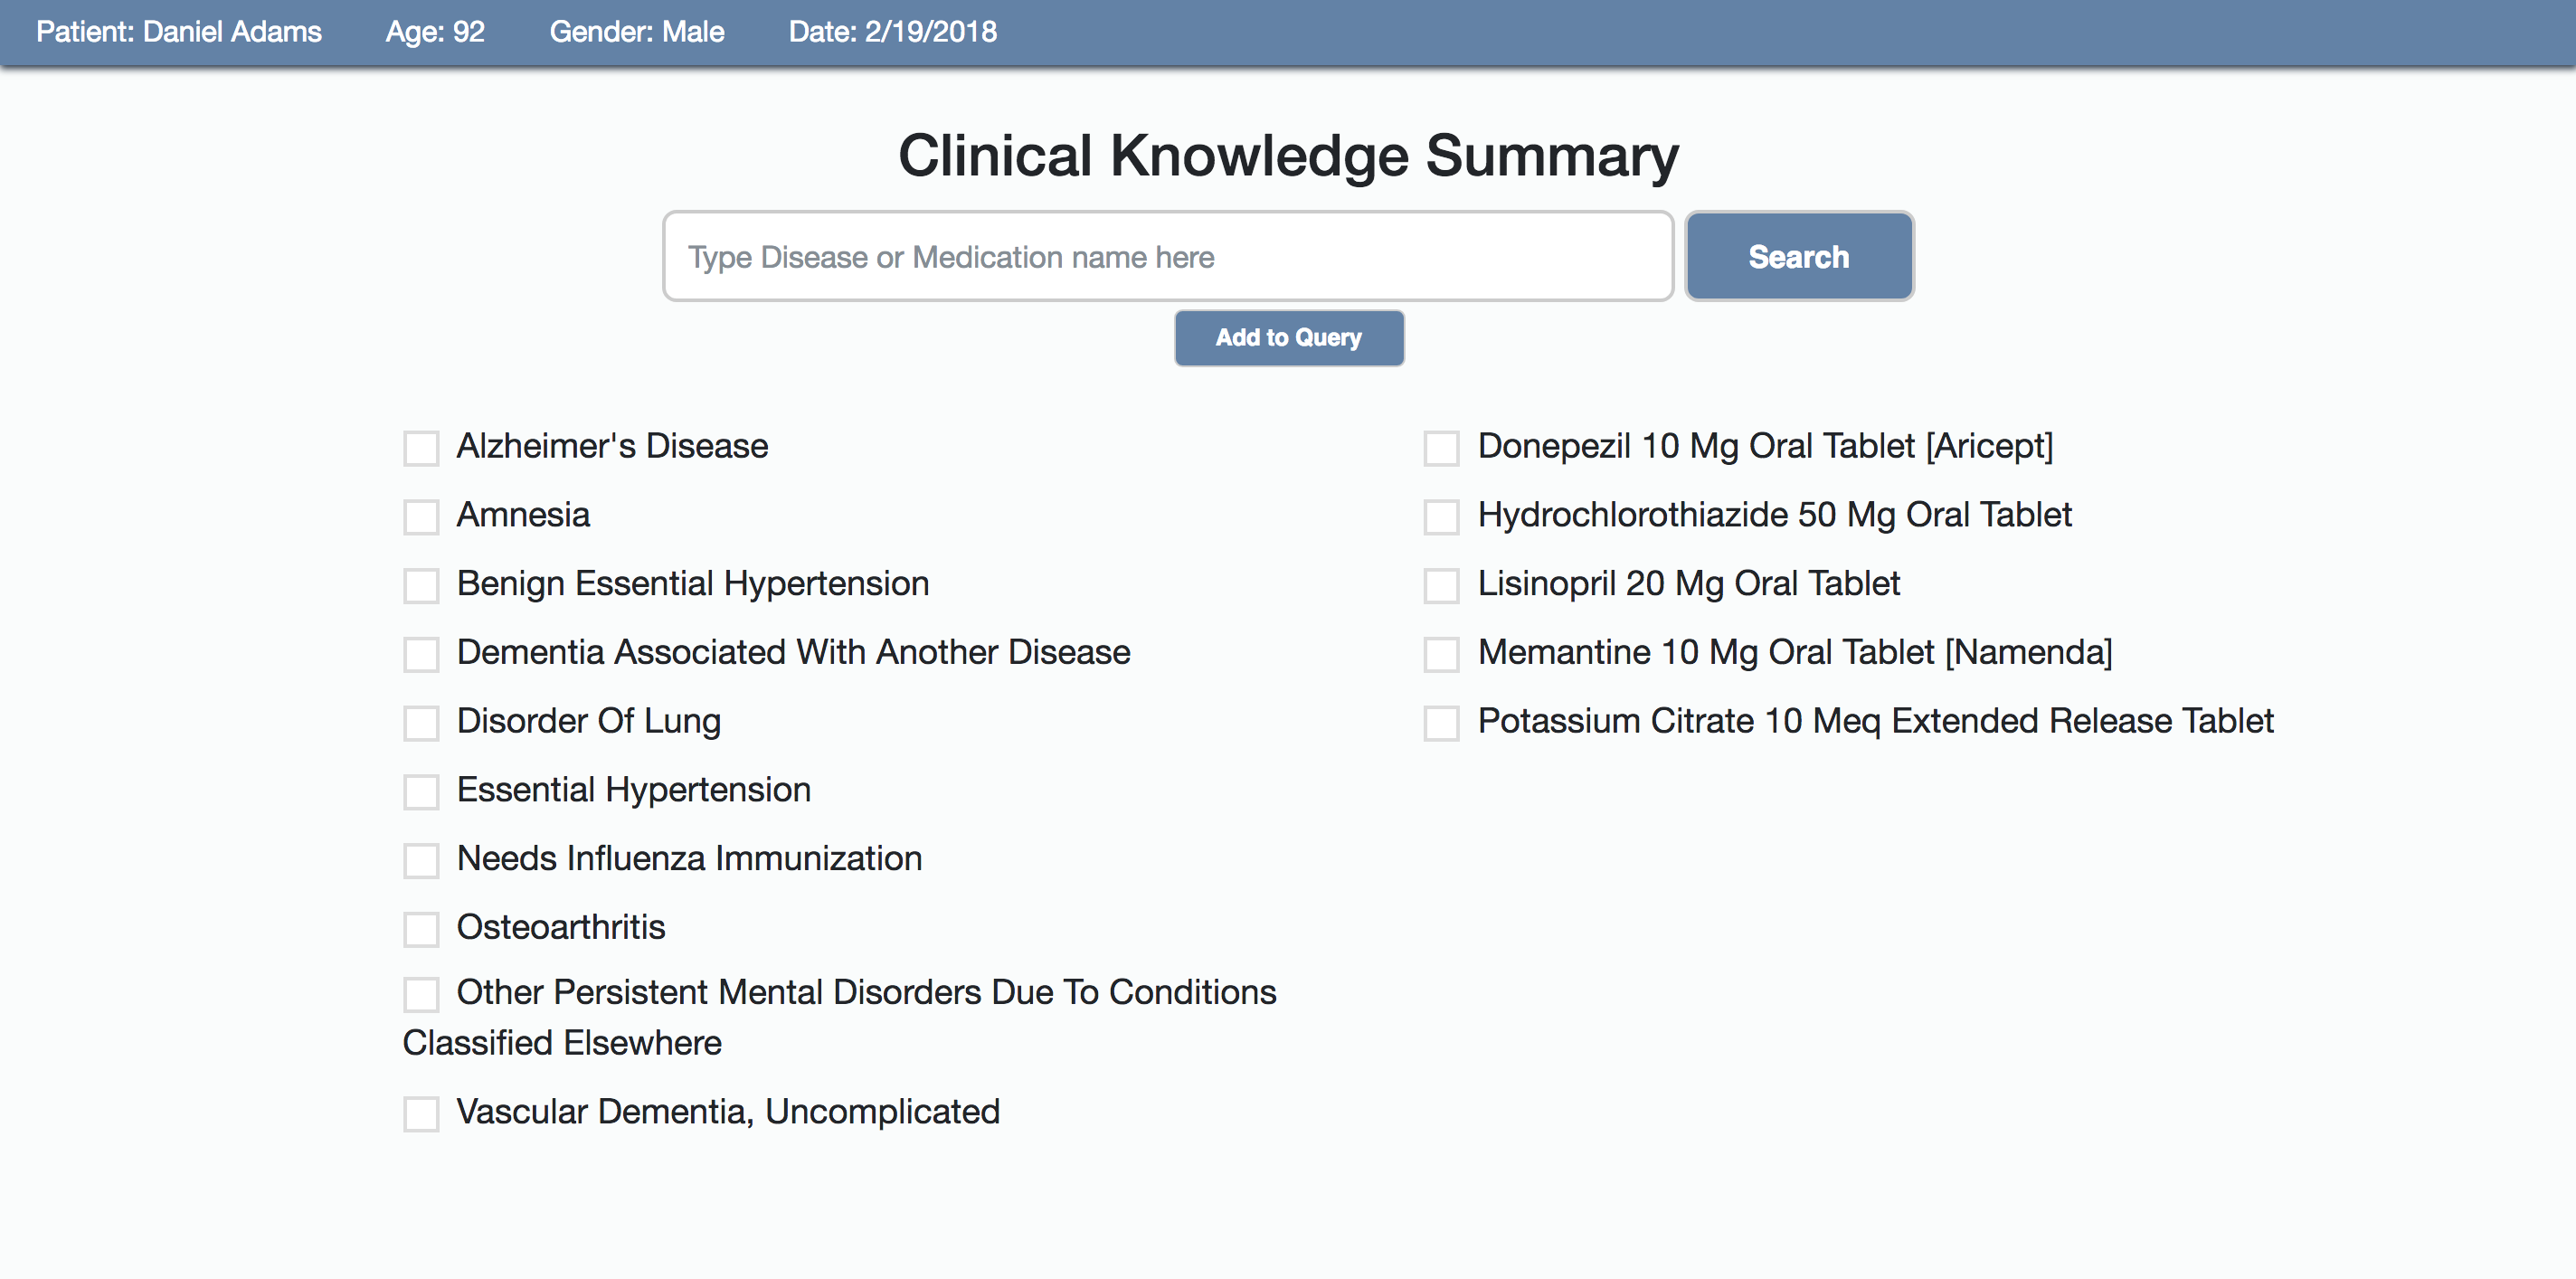 Patient: Daniel Adams Age: 92 Gender: Male Date: 2/19/2018
Clinical Knowledge Summary
Type Disease or Medication name here Search
Add to Query
Alzheimer's Disease
Amnesia
Benign Essential Hypertension
Dementia Associated With Another Disease
Disorder Of Lung
Essential Hypertension
Needs Influenza Immunization
Osteoarthritis
Other Persistent Mental Disorders Due To Conditions
Classified Elsewhere
Vascular Dementia, Uncomplicated
Donepezil 10 Mg Oral Tablet [Aricept]
Hydrochlorothiazide 50 Mg Oral Tablet
Lisinopril 20 Mg Oral Tablet
Memantine 10 Mg Oral Tablet [Namenda]
Potassium Citrate 10 Meq Extended Release Tablet